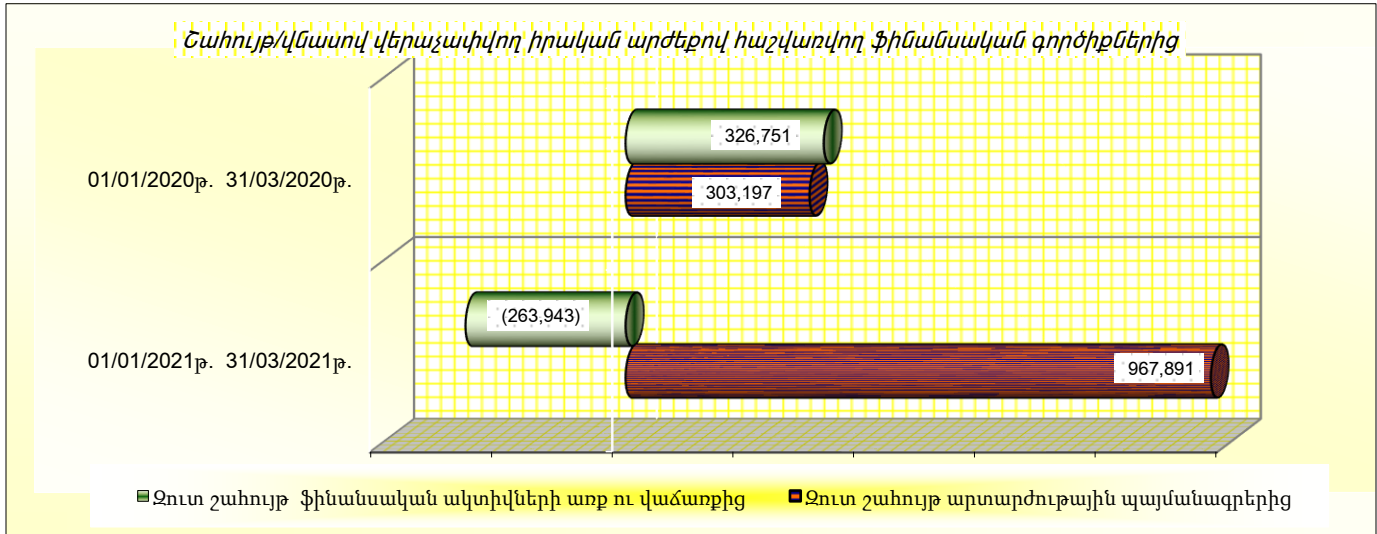 Շահույթ/վնասով վերաչափվող իրական արժեքով հաշվառվող ֆինանսական գործիքներից
326,751
01/01/2020թ. 31/03/2020թ.
303,197
(263,943)
01/01/2021թ. 31/03/2021թ.
967,891
Զուտ շահույթ ֆինանսական ակտիվների առք ու վաճառքից
Զուտ շահույթ արտարժութային պայմանագրերից